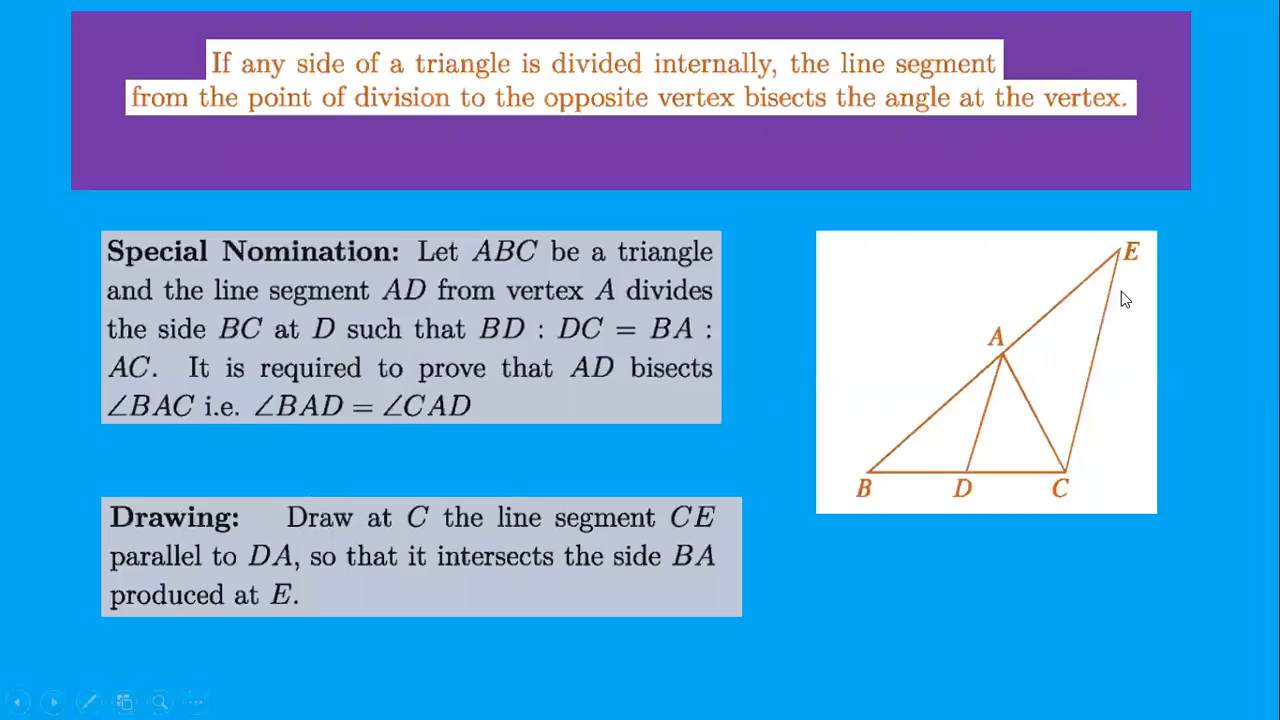 If any side of a triangle is divided internally, the line segment
from the point of division to the opposite vertex bisects the angle at the vertex.
Special Nomination: Let ABC be a triangle
and the line segment AD from vertex A divides
the side BC at D such that BD : DC = BA :
AC. It is required to prove that AD bisects
∠BAC i.e. ∠BAD = ∠CAD
E
A
B
D
C
Drawing: Draw at C the line segment CE
parallel to DA, so that it intersects the side BA
produced at E.